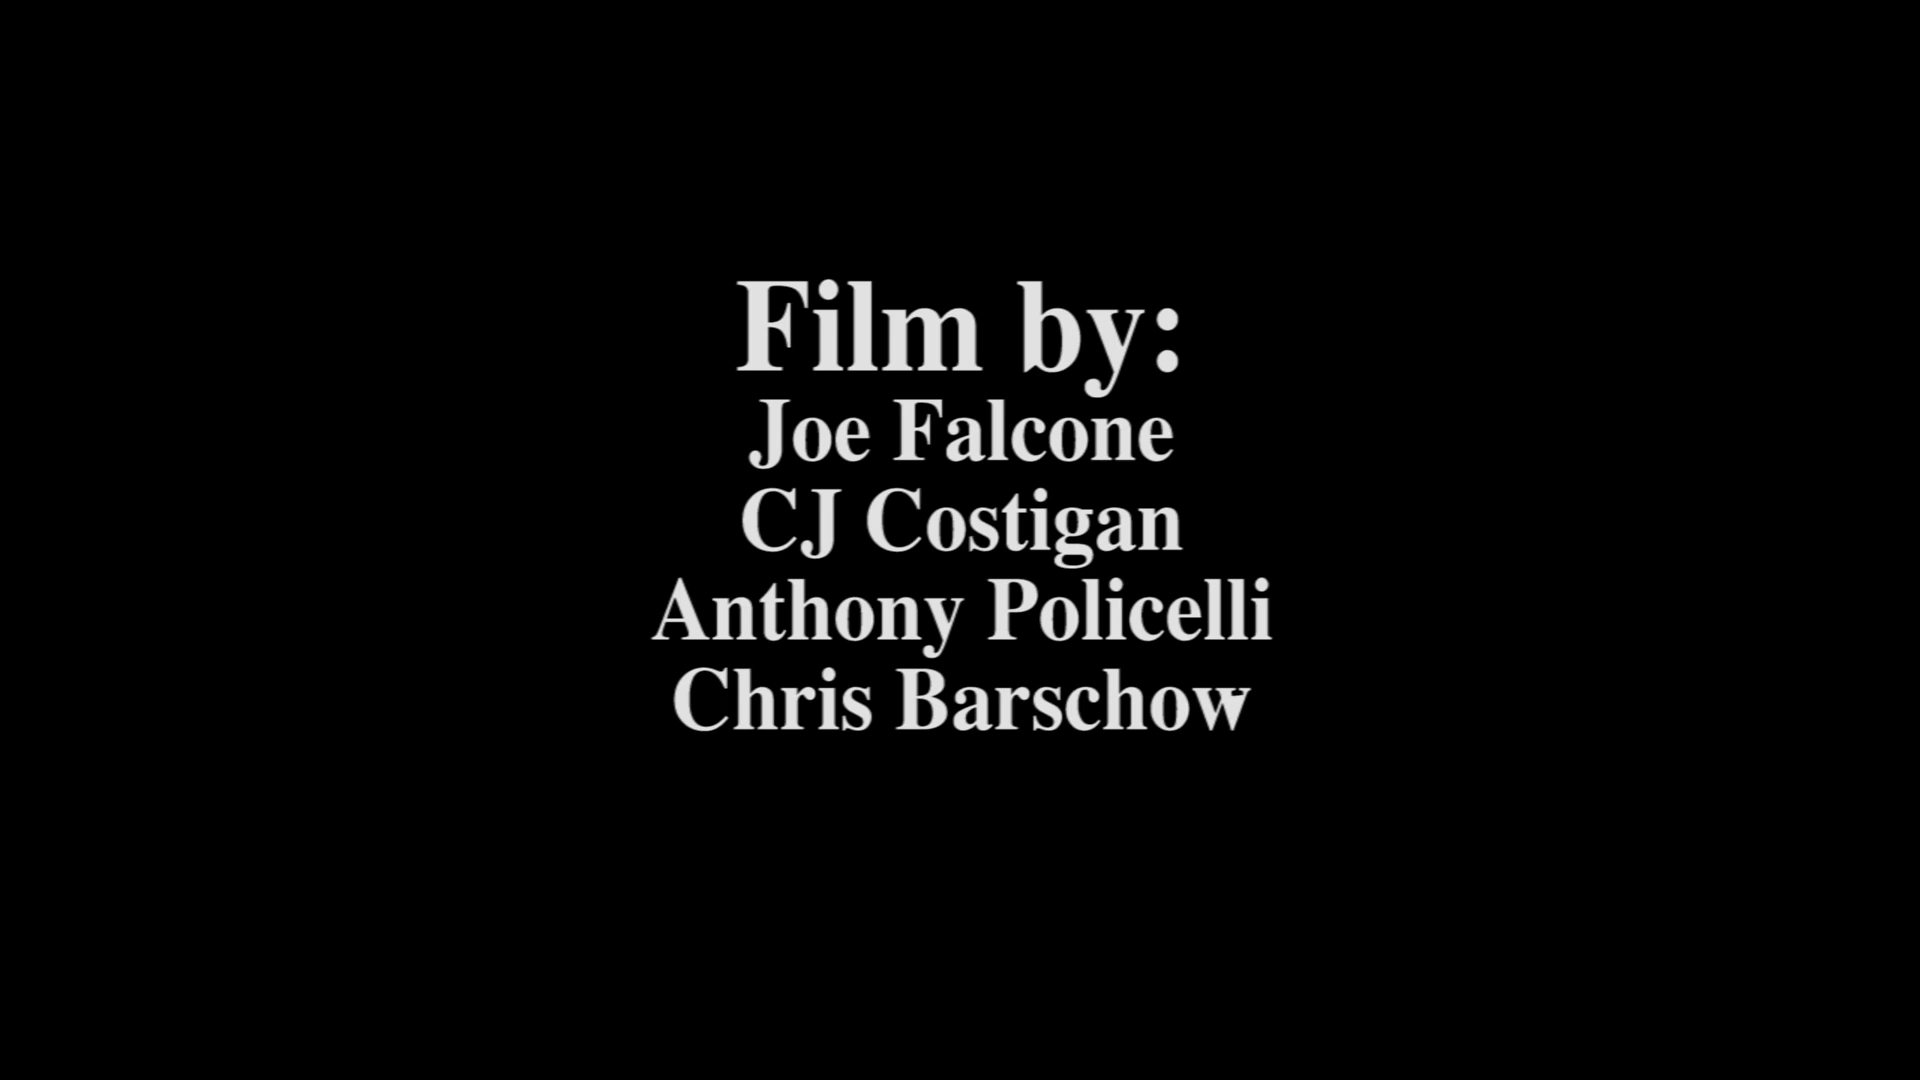 Film by:
Joe Falcone
CJ Costigan
Anthony Policelli
Chris Barschow